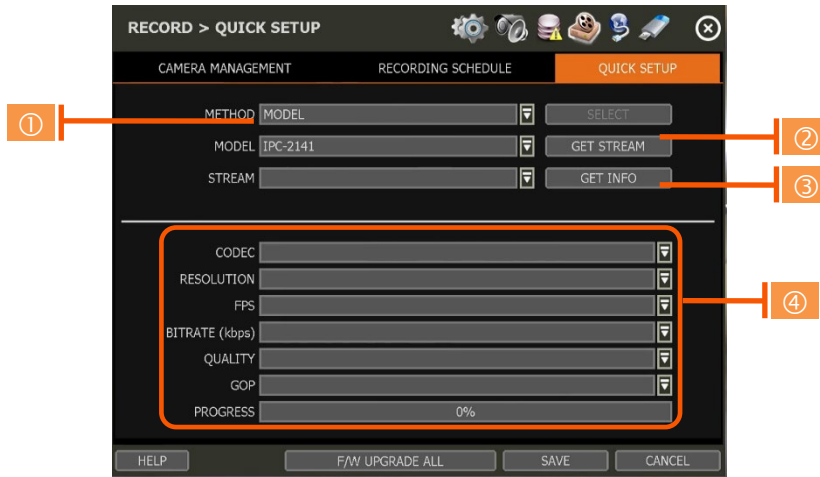 RECORD > QUICK SETUP
CAMERA MANAGEMENT RECORDING SCHEDULE QUICK SETUP
① METHOD MODEL SELECT
MODEL IPC-2141 GET STREAM ②
STREAM GET INFO ③
CODEC
RESOLUTION
FPS ④
BITRATE (kbps)
QUALITY
GOP
PROGRESS 0%
HELP F/W UPGRADE ALL SAVE CANCEL